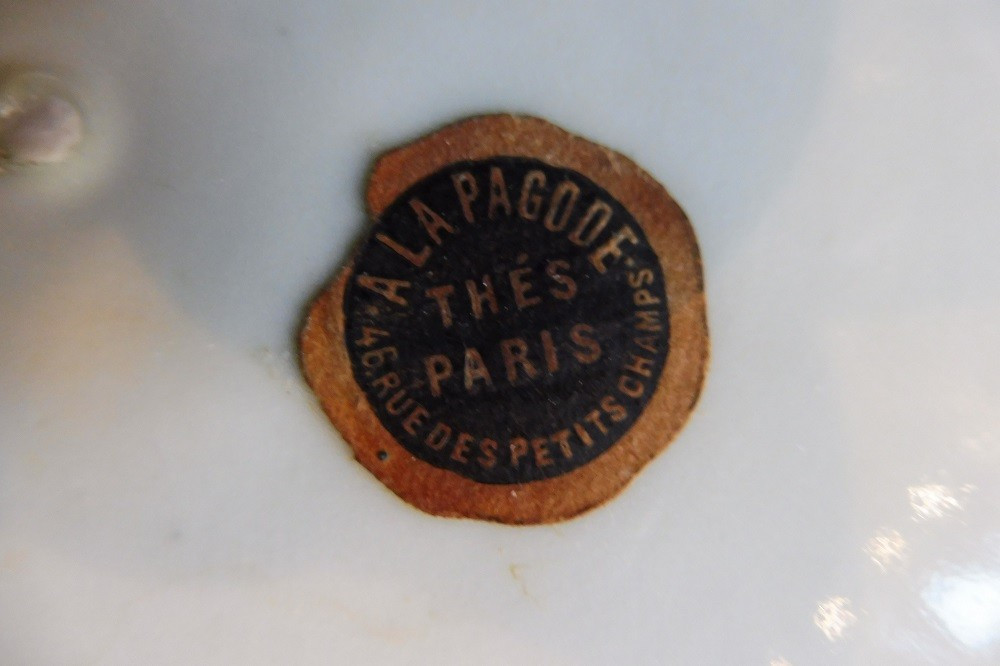 A LA PAGODE
THÉS
PARIS
46, RUE DES PETITS CHAMPS